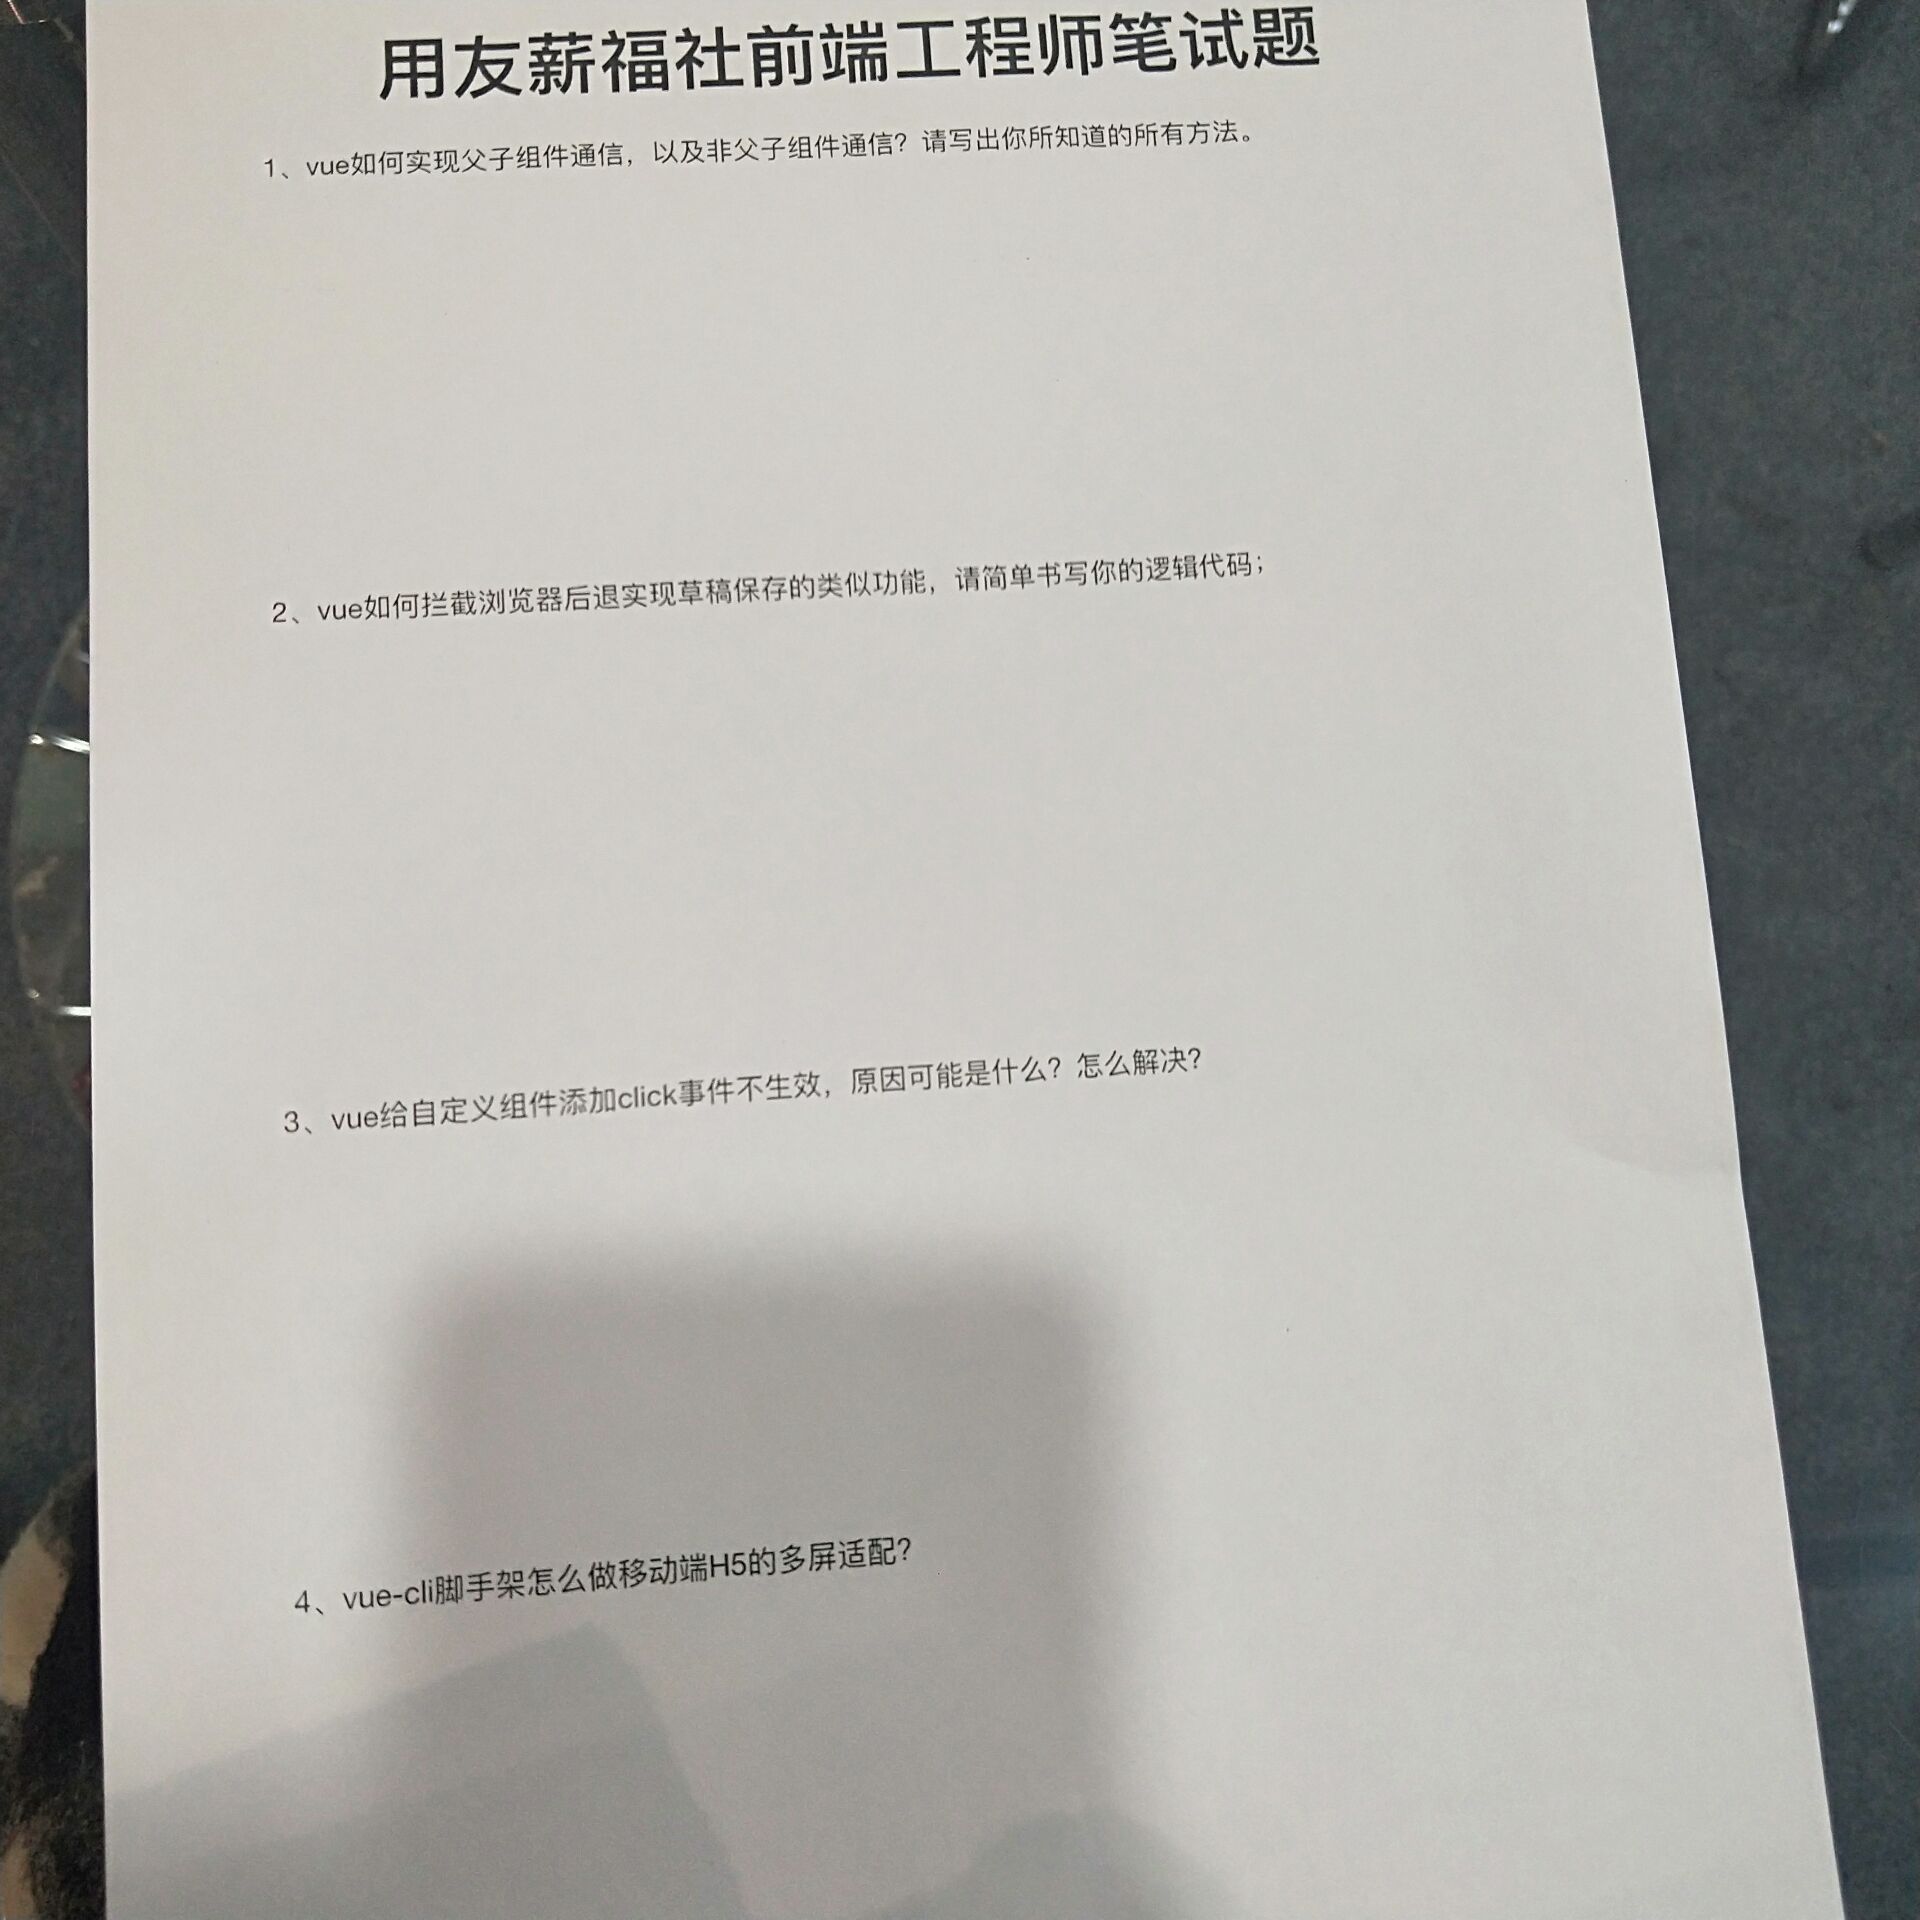 用友薪福社前端工程师笔试题
1、vue如何实现父子组件通信，以及非父子组件通信？请写出你所知道的所有方法。
2、vue如何拦截浏览器后退实现草稿保存的类似功能，请简单书写你的逻辑代码；
3、vue给自定义组件添加click事件不生效，原因可能是什么？怎么解决？
4、vue-cli脚手架怎么做移动端H5的多屏适配？